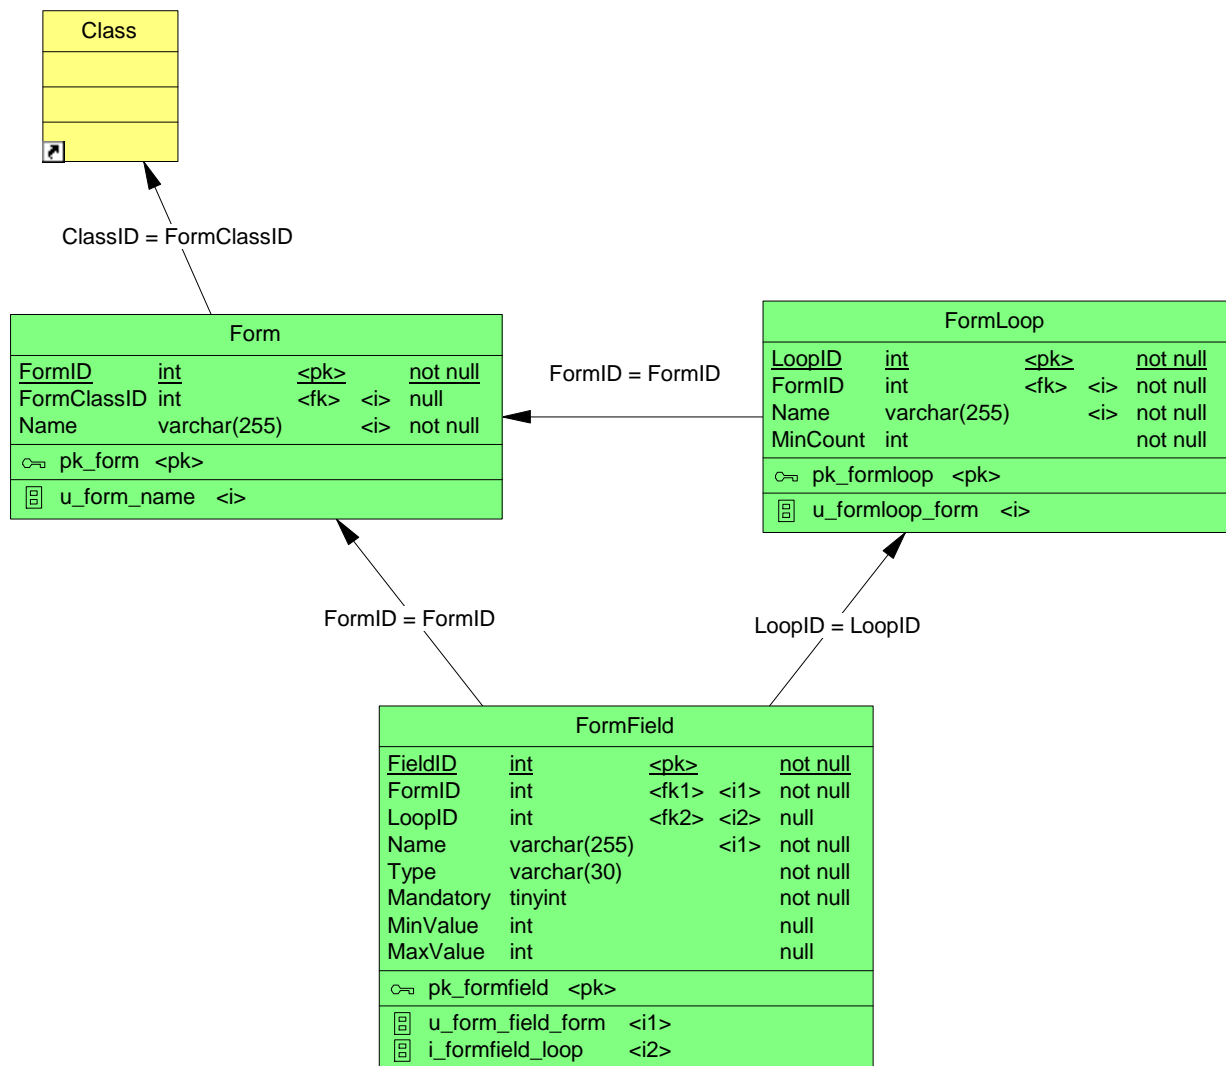 Class
ClassID = FormClassID
Form
FormID int <pk> not null
FormClassID int <fk> <i> null
Name varchar(255) <i> not null
pk_form <pk>
u_form_name <i>
FormID = FormID
FormLoop
LoopID int <pk> not null
FormID int <fk> <i> not null
Name varchar(255) <i> not null
MinCount int not null
pk_formloop <pk>
u_formloop_form <i>
FormID = FormID
LoopID = LoopID
FormField
FieldID int <pk> not null
FormID int <fk1> <i1> not null
LoopID int <fk2> <i2> null
Name varchar(255) <i1> not null
Type varchar(30) not null
Mandatory tinyint not null
MinValue int null
MaxValue int null
pk_formfield <pk>
u_form_field_form <i1>
i_formfield_loop <i2>